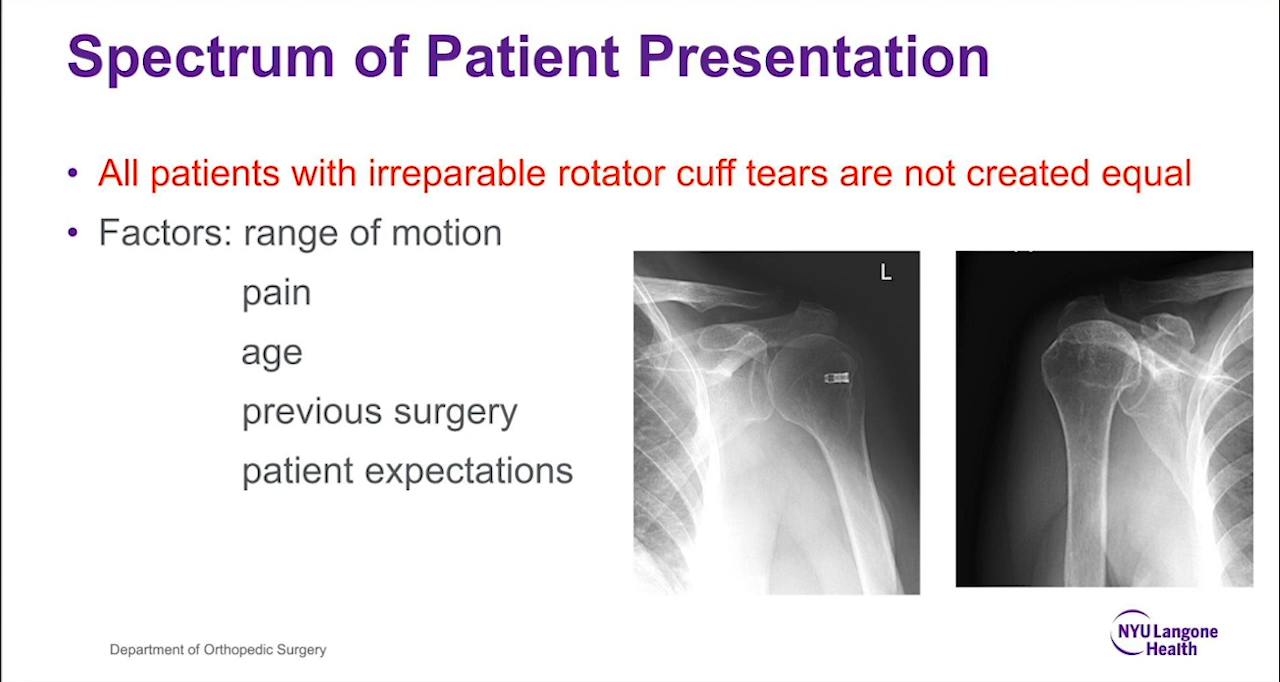 Spectrum of Patient Presentation
• All patients with irreparable rotator cuff tears are not created equal
• Factors: range of motion
pain
age
previous surgery
patient expectations
L
Department of Orthopedic Surgery
NYU Langone
Health